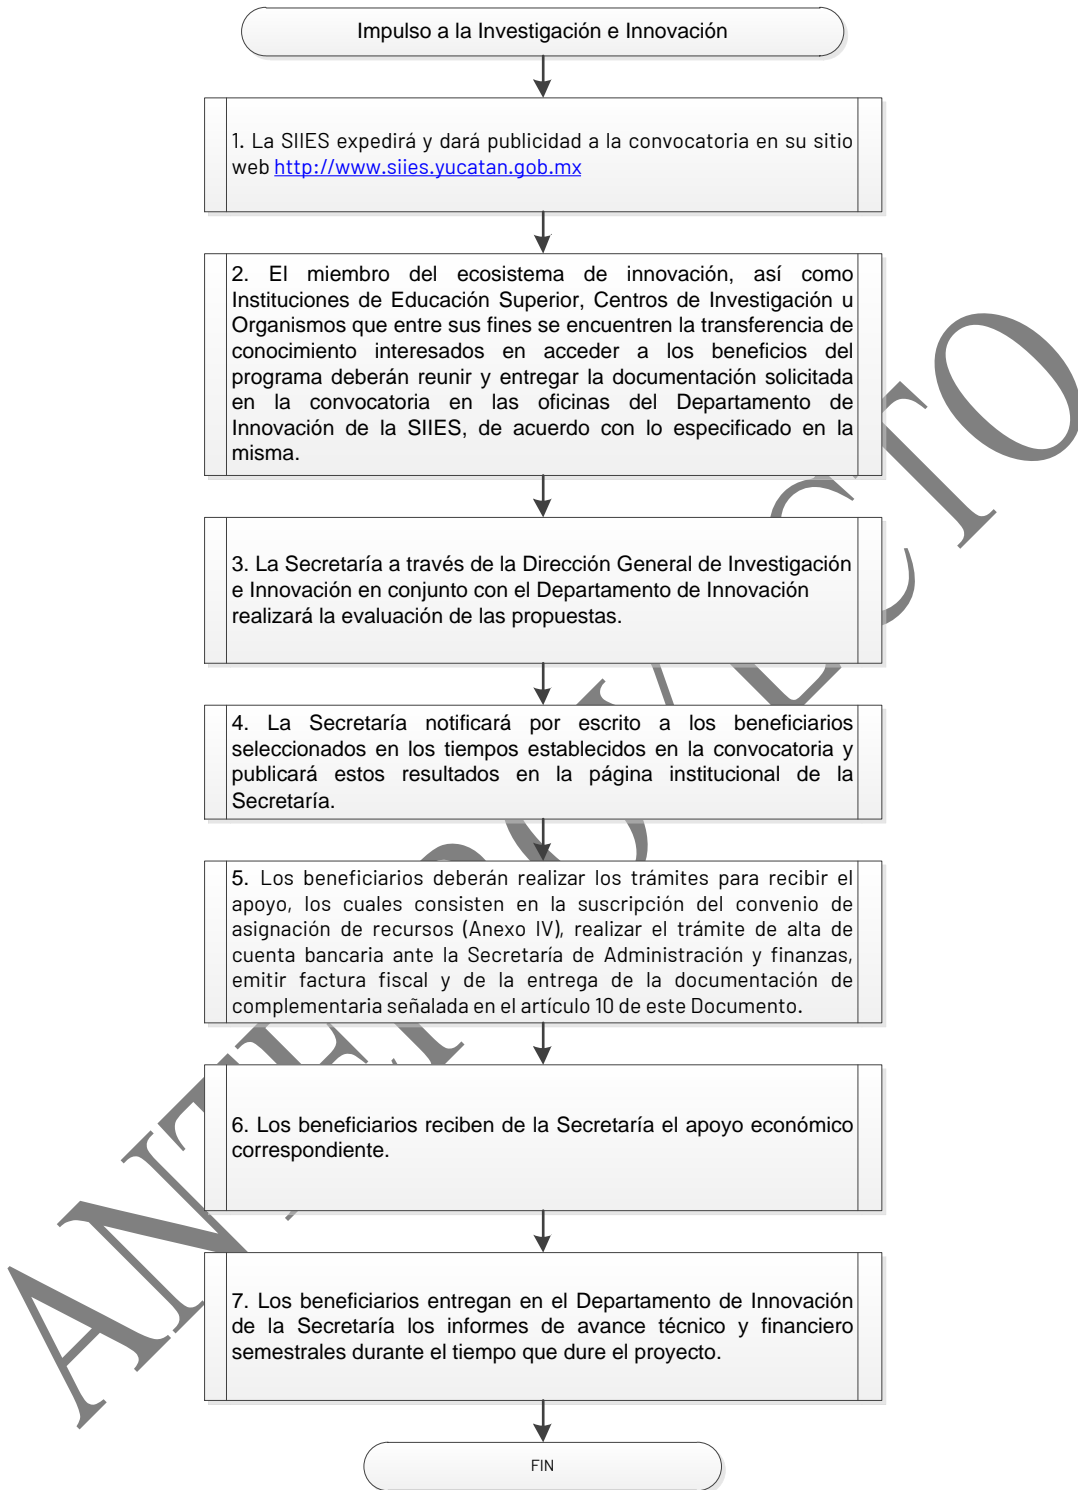 Impulso a la Investigación e Innovación
1. La SIIES expedirá y dará publicidad a la convocatoria en su sitio
web http://www.siies.yucatan.gob.mx
2. El miembro del ecosistema de innovación, así como
Instituciones de Educación Superior, Centros de Investigación u
Organismos que entre sus fines se encuentren la transferencia de
conocimiento interesados en acceder a los beneficios del
programa deberán reunir y entregar la documentación solicitada
en la convocatoria en las oficinas del Departamento de
Innovación de la SIIES, de acuerdo con lo especificado en la
misma.
3. La Secretaría a través de la Dirección General de Investigación
e Innovación en conjunto con el Departamento de Innovación
realizará la evaluación de las propuestas.
4. La Secretaría notificará por escrito a los beneficiarios
seleccionados en los tiempos establecidos en la convocatoria y
publicará estos resultados en la página institucional de la
Secretaría.
5. Los beneficiarios deberán realizar los trámites para recibir el
apoyo, los cuales consisten en la suscripción del convenio de
asignación de recursos (Anexo IV), realizar el trámite de alta de
cuenta bancaria ante la Secretaría de Administración y finanzas,
emitir factura fiscal y de la entrega de la documentación de
complementaria señalada en el artículo 10 de este Documento.
6. Los beneficiarios reciben de la Secretaría el apoyo económico
correspondiente.
7. Los beneficiarios entregan en el Departamento de Innovación
de la Secretaría los informes de avance técnico y financiero
semestrales durante el tiempo que dure el proyecto.
FIN
ANTEPROYECTO